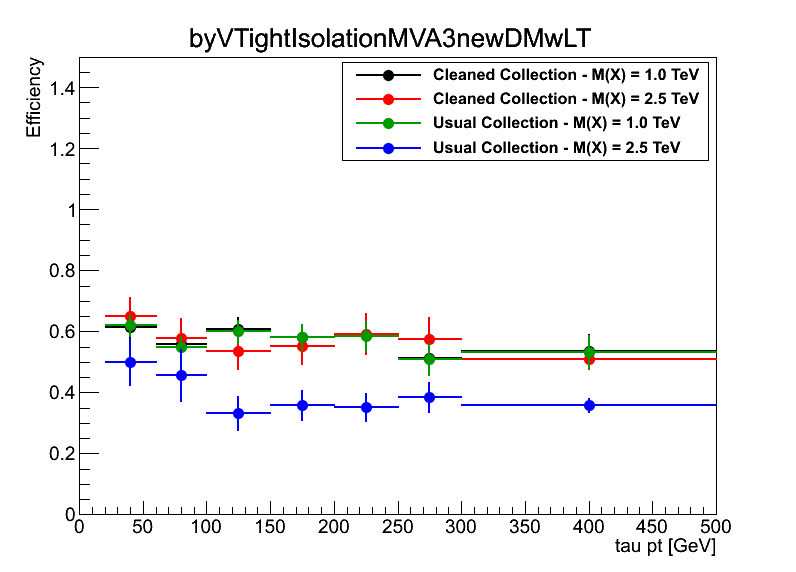 byVTightIsolationMVA3newDMwLT
Efficiency
Cleaned Collection - M(X) = 1.0 TeV
Cleaned Collection - M(X) = 2.5 TeV
Usual Collection - M(X) = 1.0 TeV
Usual Collection - M(X) = 2.5 TeV
1.4
1.2
1
0.8
0.6
0.4
0.2
0
0 50 100 150 200 250 300 350 400 450 500
tau pt [GeV]